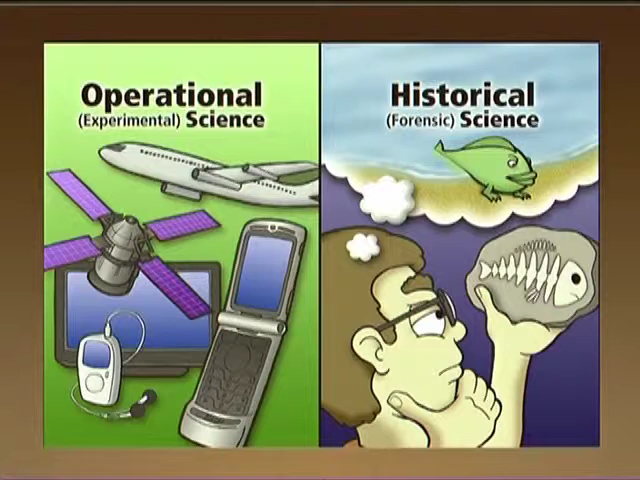 Operational
(Experimental) Science
Historical
(Forensic) Science